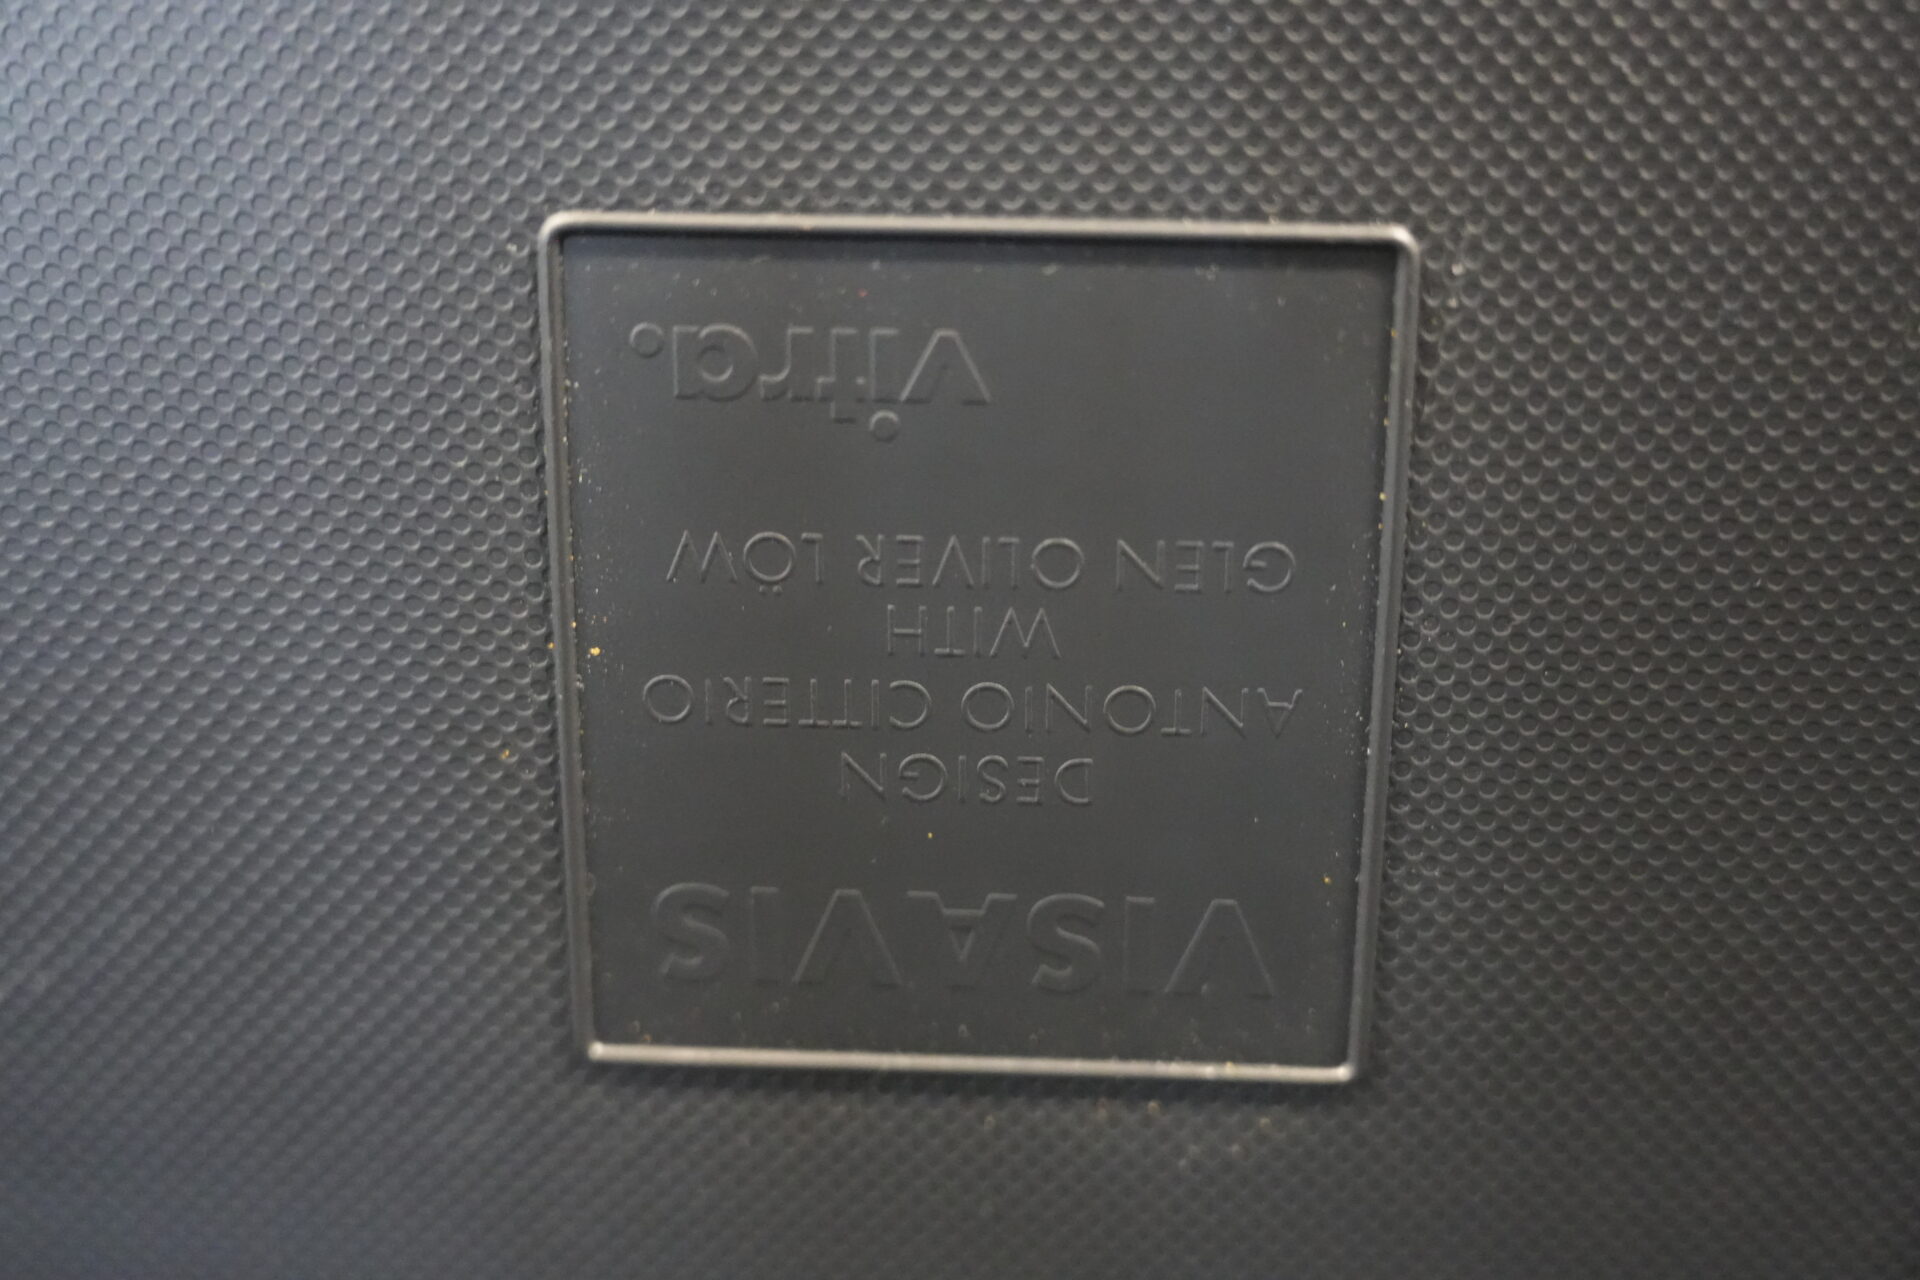 VISAVIS
DESIGN
ANTONIO CITTERIO
WITH
GLEN OLIVER LÖW
vitra.